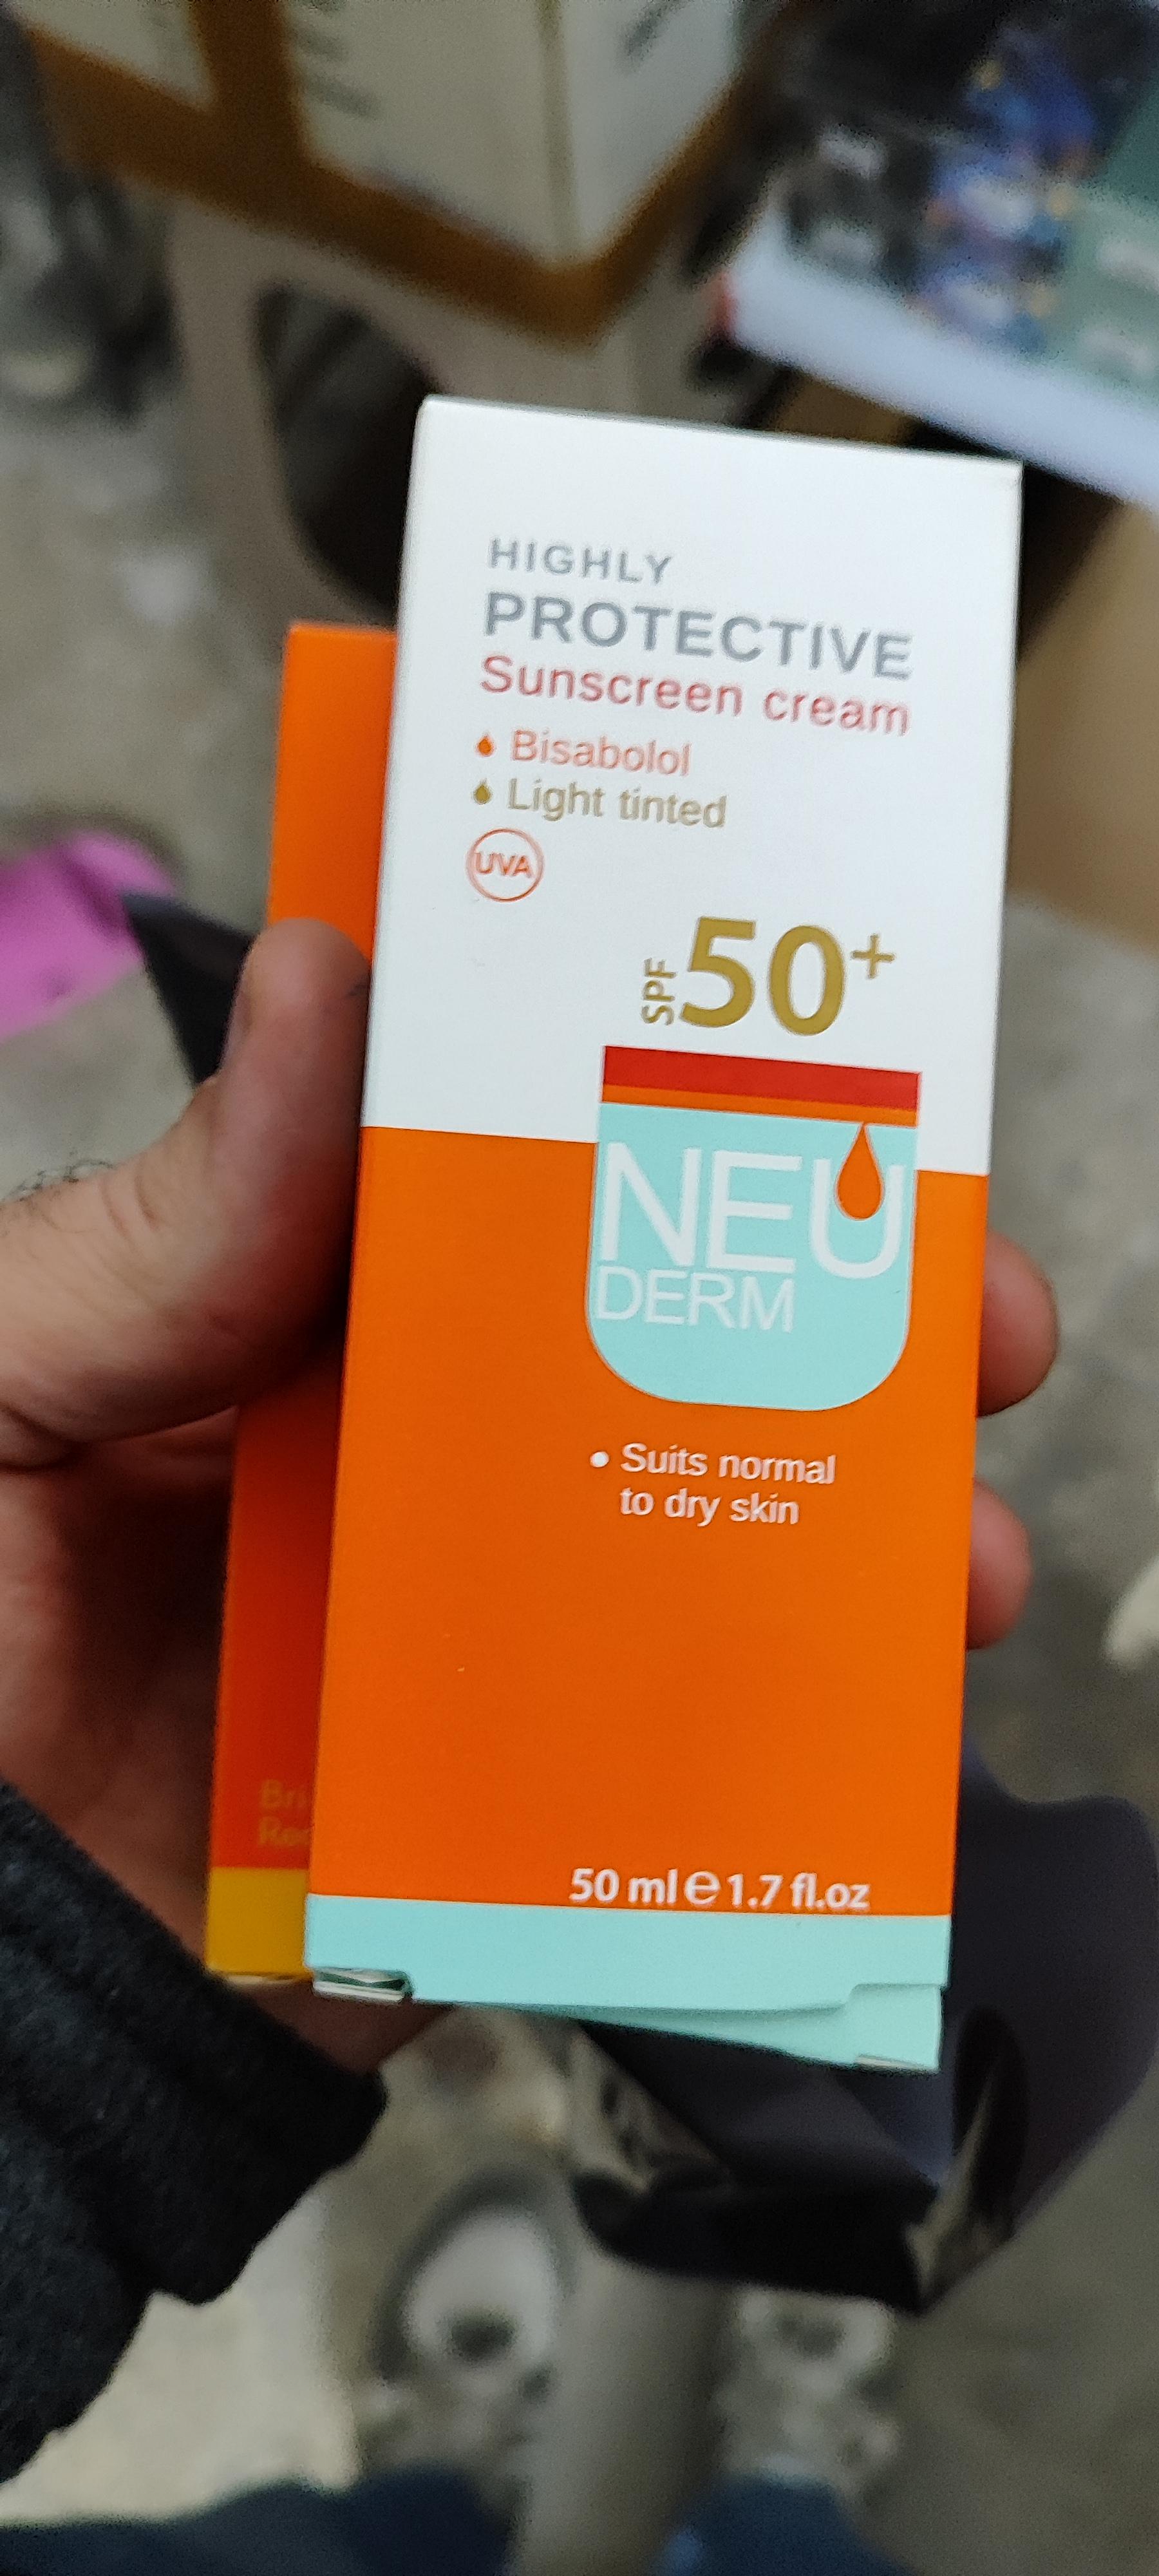 HIGHLY
PROTECTIVE
Sunscreen cream
Bisabolol
Light tinted
UVA
SPF 50+
NEU
DERM
• Suits normal
to dry skin
50 ml ℮ 1.7 fl.oz